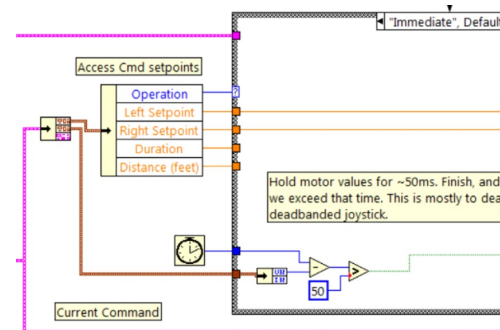 "Immediate", Defaul
Access Cmd setpoints
Operation
Left Setpoint
Right Setpoint
Duration
Distance (feet)
Hold motor values for ~50ms. Finish, and
we exceed that time. This is mostly to dea
deadbanded joystick.
50
Current Command